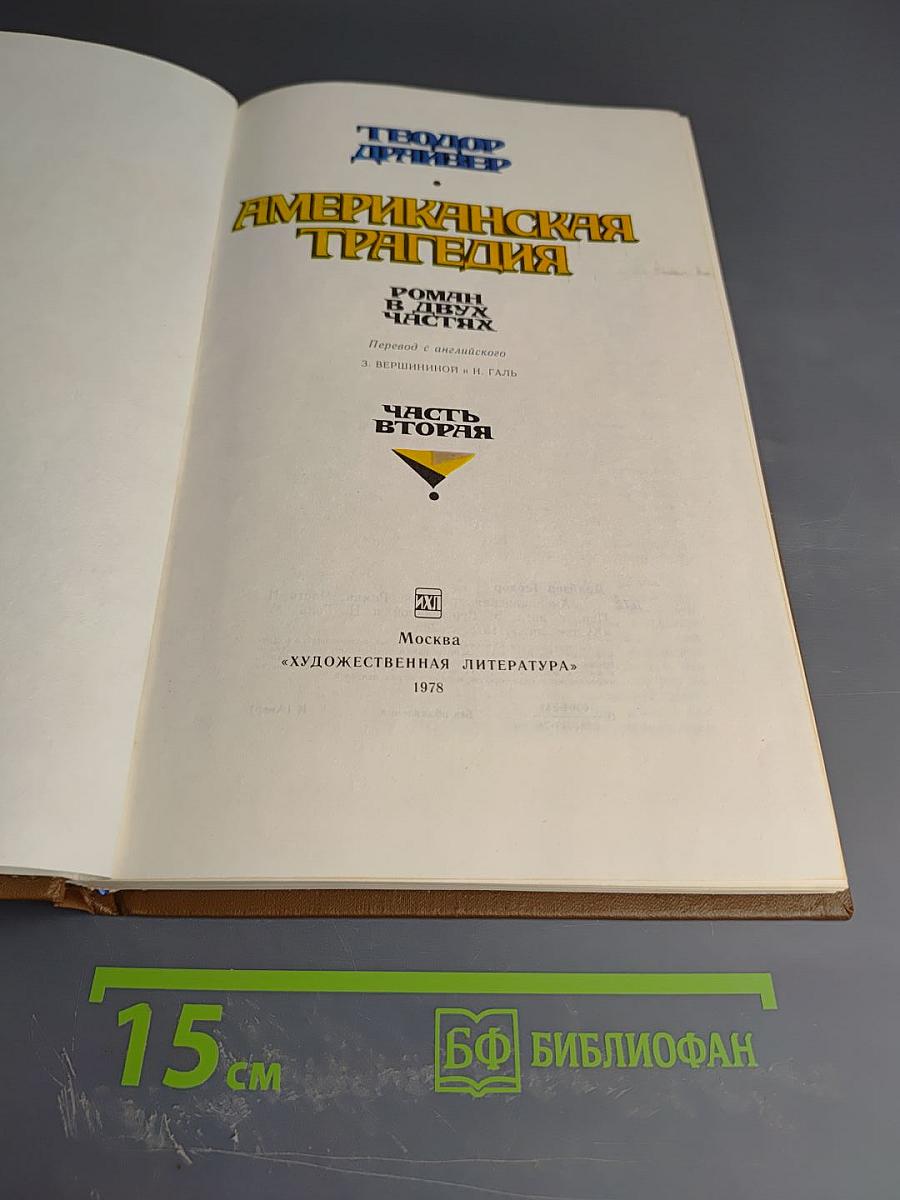 ТЕОДОР
ДРАЙЗЕР
АМЕРИКАНСКАЯ
ТРАГЕДИЯ
РОМАН
В ДВУХ
ЧАСТЯХ
Перевод с английского
З. ВЕРШИНИНОЙ и Н. ГАЛЬ
ЧАСТЬ
ВТОРАЯ
ИХЛ
Москва
«ХУДОЖЕСТВЕННАЯ ЛИТЕРАТУРА»
1978
15 см
БФ БИБЛИОФАН